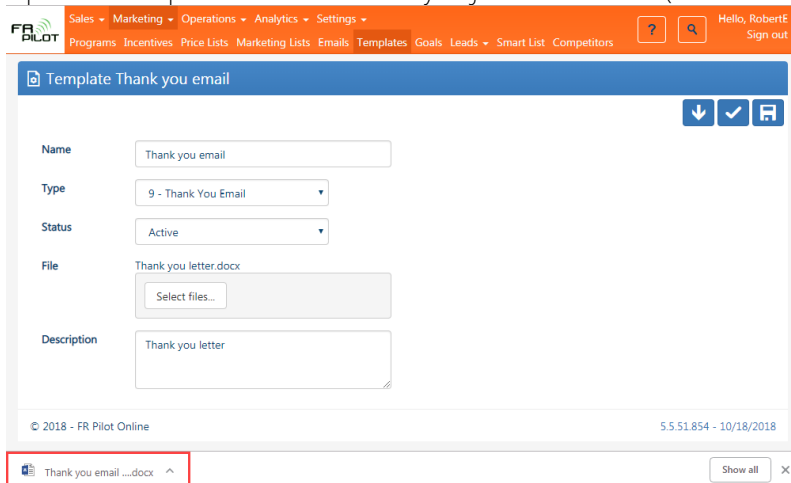 Sales Marketing Operations Analytics Settings
Hello, RobertE
FR PILOT
Programs Incentives Price Lists Marketing Lists Emails Templates Goals Leads Smart List Competitors
?
Sign out
Template Thank you email
Name
Thank you email
Type
9 - Thank You Email
Status
Active
File
Thank you letter.docx
Select files...
Description
Thank you letter
© 2018 - FR Pilot Online
5.5.51.854 - 10/18/2018
Thank you email ....docx
Show all